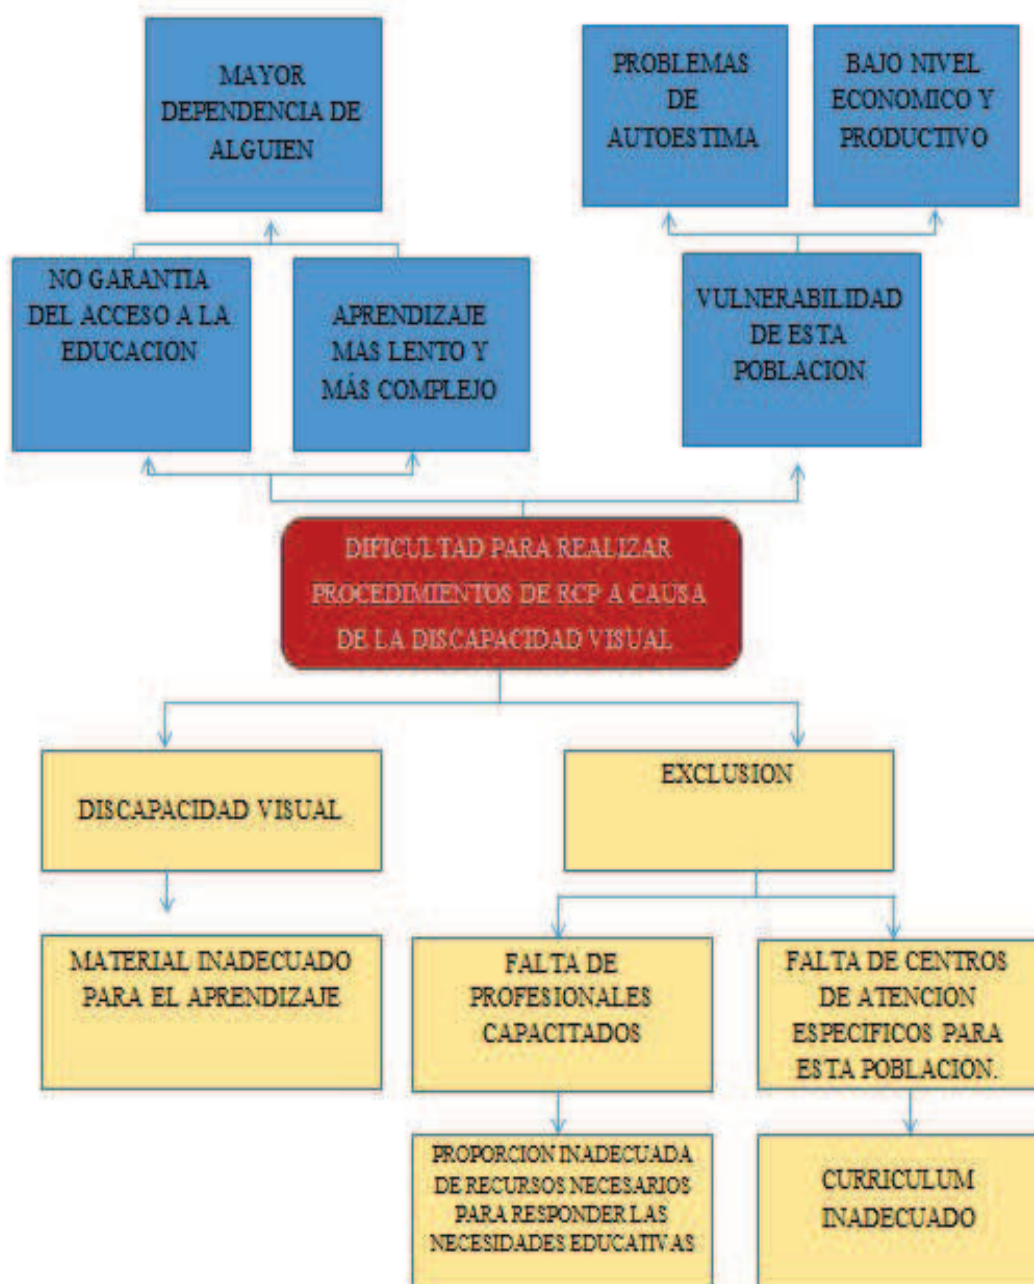 MAYOR
DEPENDENCIA DE
ALGUIEN
PROBLEMAS
DE
AUTOESTIMA
BAJO NIVEL
ECONOMICO Y
PRODUCTIVO
NO GARANTIA
DEL ACCESO A LA
EDUCACION
APRENDIZAJE
MAS LENTO Y
MÁS COMPLEJO
VULNERABILIDAD
DE ESTA
POBLACION
DIFICULTAD PARA REALIZAR
PROCEDIMIENTOS DE RCP A CAUSA
DE LA DISCAPACIDAD VISUAL
DISCAPACIDAD VISUAL
EXCLUSION
MATERIAL INADECUADO
PARA EL APRENDIZAJE
FALTA DE
PROFESIONALES
CAPACITADOS
FALTA DE CENTROS
DE ATENCION
ESPECÍFICOS PARA
ESTA POBLACION.
PROPORCION INADECUADA
DE RECURSOS NECESARIOS
PARA RESPONDER LAS
NECESIDADES EDUCATIVAS
CURRICULUM
INADECUADO